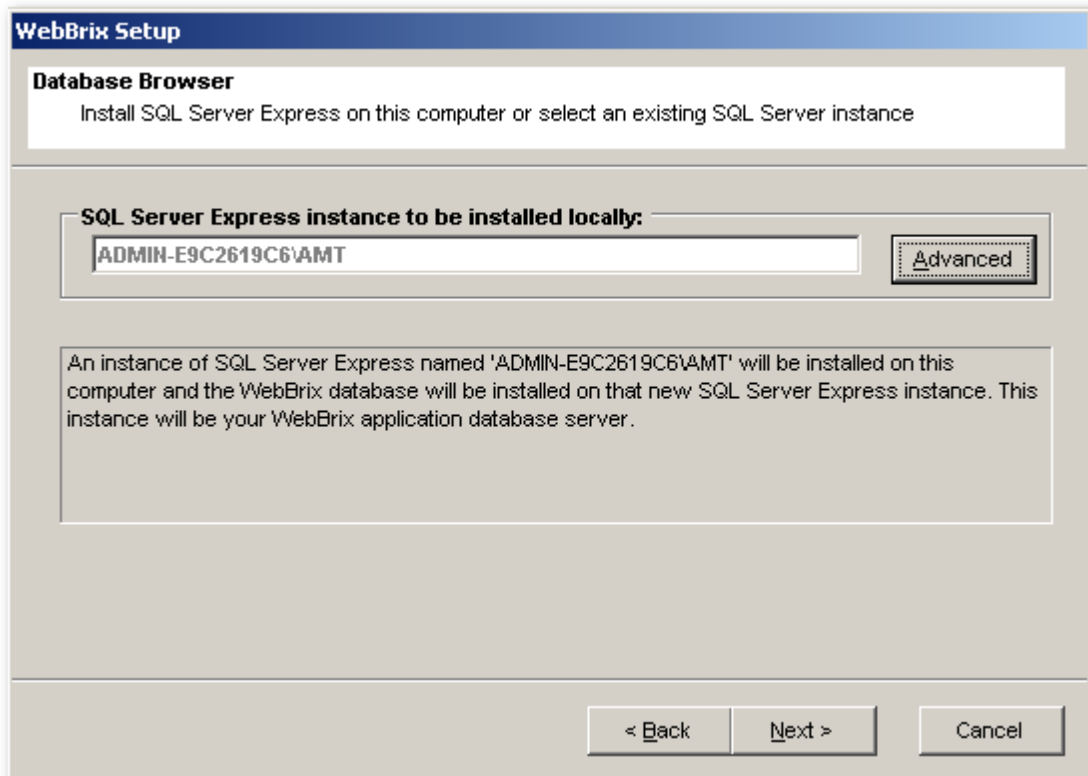 WebBrix Setup
Database Browser
Install SQL Server Express on this computer or select an existing SQL Server instance
SQL Server Express instance to be installed locally:
ADMIN-E9C2619C6\AMT
Advanced
An instance of SQL Server Express named 'ADMIN-E9C2619C6\AMT' will be installed on this
computer and the WebBrix database will be installed on that new SQL Server Express instance. This
instance will be your WebBrix application database server.
< Back
Next >
Cancel